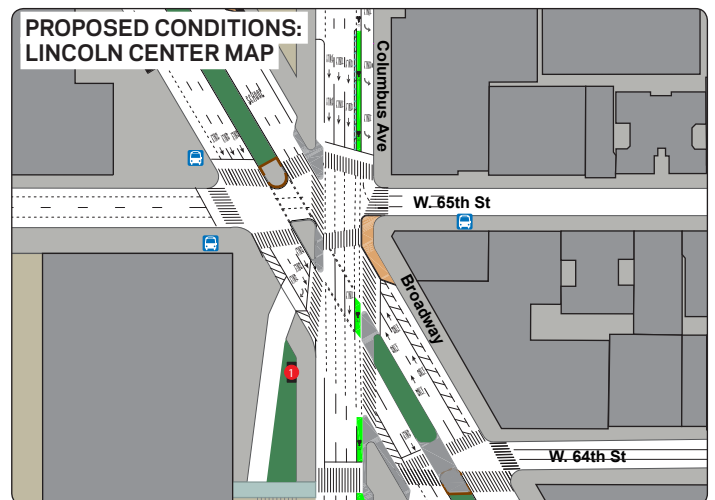 PROPOSED CONDITIONS:
LINCOLN CENTER MAP
Columbus Ave
W. 65th St
Broadway
1
W. 64th St